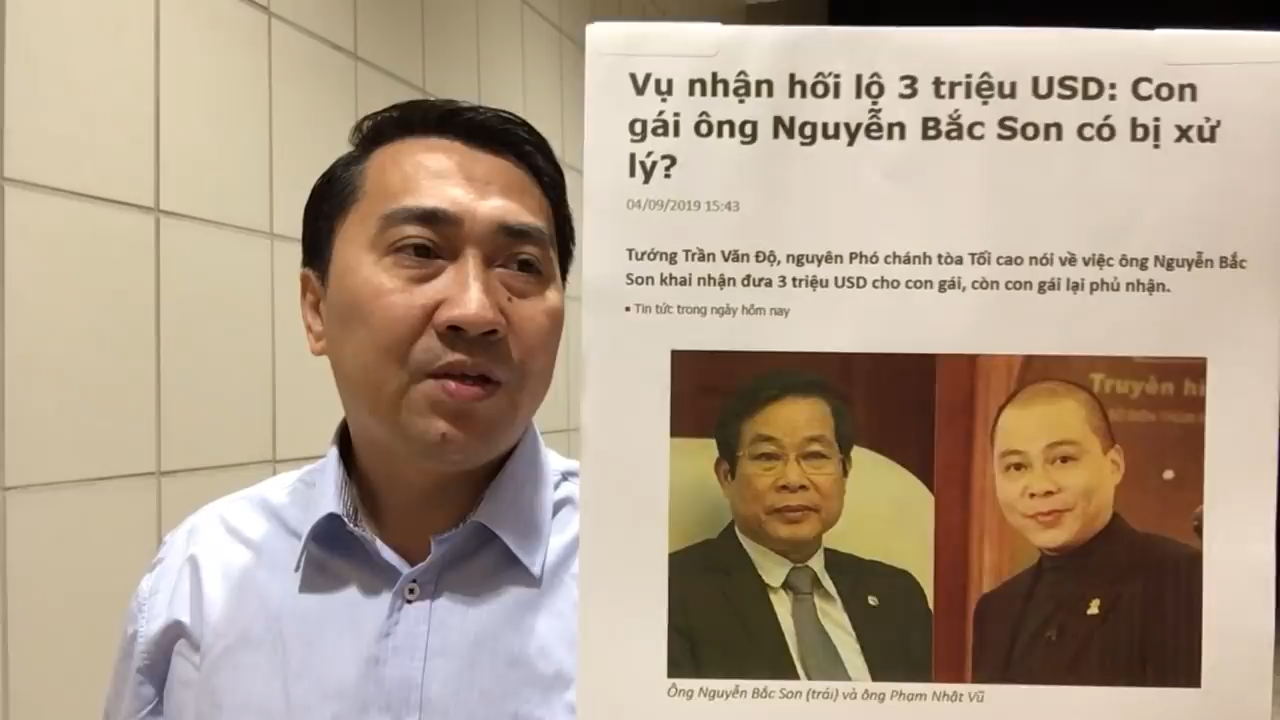 Vụ nhận hối lộ 3 triệu USD: Con
gái ông Nguyễn Bắc Son có bị xử
lý?
04/09/2019 15:43
Tướng Trần Văn Độ, nguyên Phó chánh tòa Tối cao nói về việc ông Nguyễn Bắc
Son khai nhận đưa 3 triệu USD cho con gái, còn con gái lại phủ nhận.
▪ Tin tức trong ngày hôm nay
Truyền hì
Ông Nguyễn Bắc Son (trái) và ông Phạm Nhật Vũ